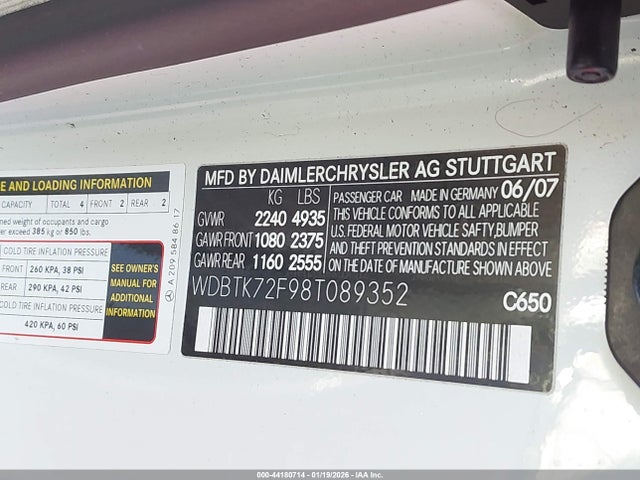 E AND LOADING INFORMATION
CAPACITY TOTAL 4 FRONT 2 REAR 2
ned weight of occupants and cargo
er exceed 385 kg or 850 lbs.
COLD TIRE INFLATION PRESSURE
FRONT 260 KPA, 38 PSI
REAR 290 KPA, 42 PSI
COLD TIRE INFLATION PRESSURE
420 KPA, 60 PSI
SEE OWNER'S
MANUAL FOR
ADDITIONAL
INFORMATION
A 209 584 86 17
MFD BY DAIMLERCHRYSLER AG STUTTGART
KG LBS
GVWR 2240 4935
GAWR FRONT 1080 2375
GAWR REAR 1160 2555
PASSENGER CAR MADE IN GERMANY 06/07
THIS VEHICLE CONFORMS TO ALL APPLICABLE
U.S. FEDERAL MOTOR VEHICLE SAFTY,BUMPER
AND THEFT PREVENTION STANDARDS IN EFFECT
ON THE DATE OF MANUFACTURE SHOWN ABOVE
WDBTK72F98T089352
C650
000-44180714 - 01/19/2026 - IAAI.COM